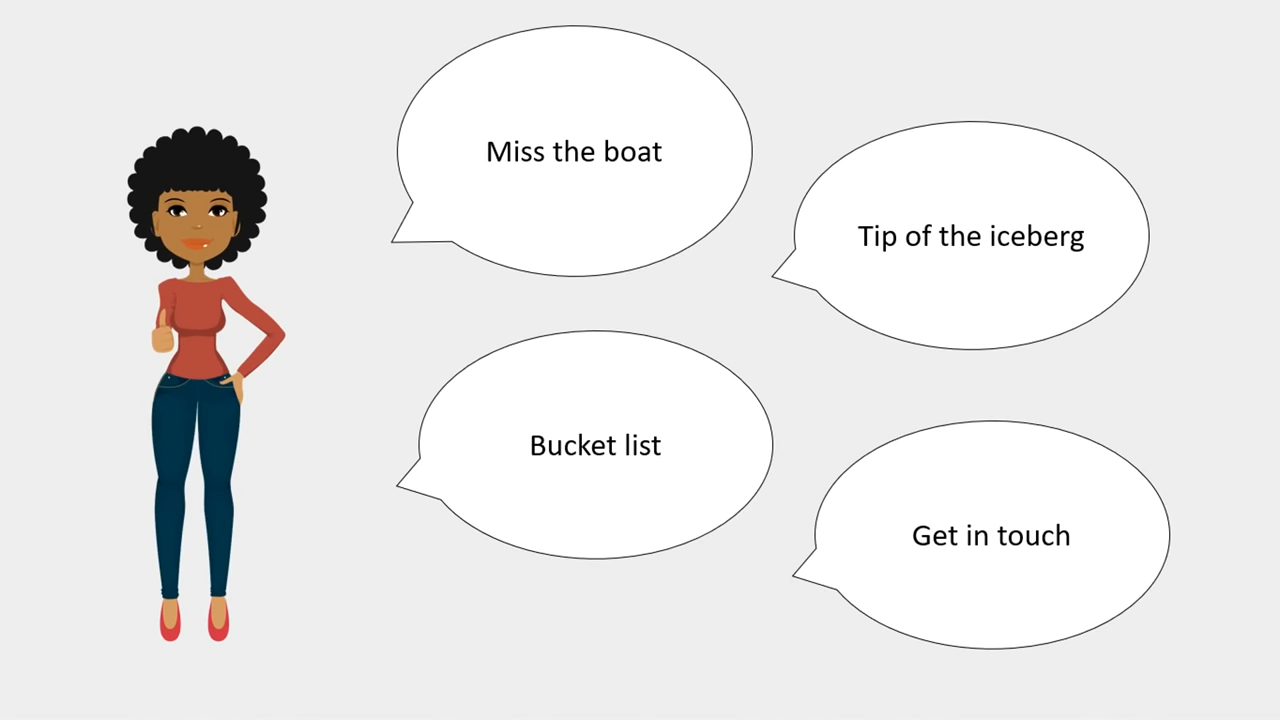 Miss the boat
Tip of the iceberg
Bucket list
Get in touch